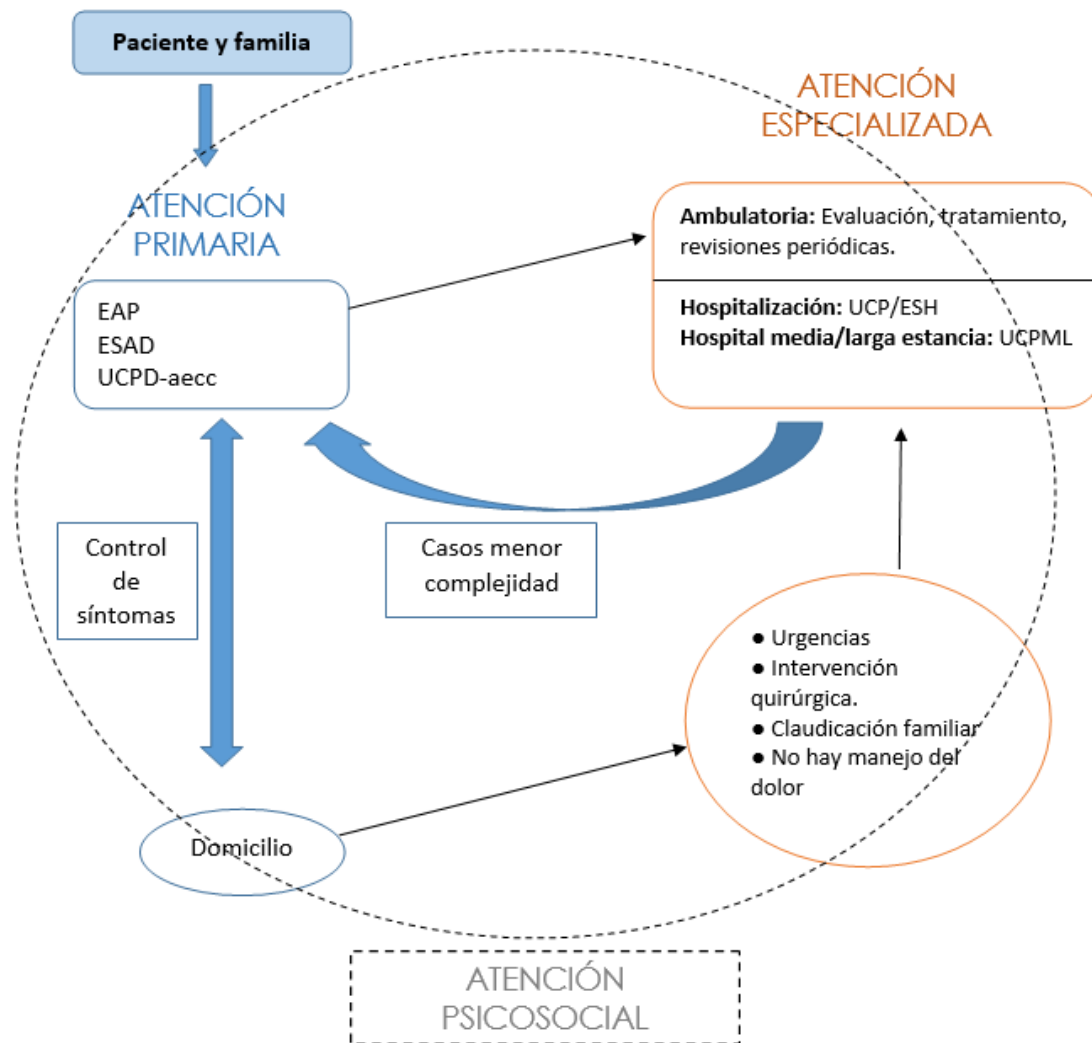 Paciente y familia
ATENCIÓN
PRIMARIA
EAP
ESAD
UCPD-aecc
ATENCIÓN
ESPECIALIZADA
Ambulatoria: Evaluación, tratamiento,
revisiones periódicas.
Hospitalización: UCP/ESH
Hospital media/larga estancia: UCPML
Control
de
síntomas
Casos menor
complejidad
● Urgencias
● Intervención
quirúrgica.
● Claudicación familiar
● No hay manejo del
dolor
Domicilio
ATENCIÓN
PSICOSOCIAL